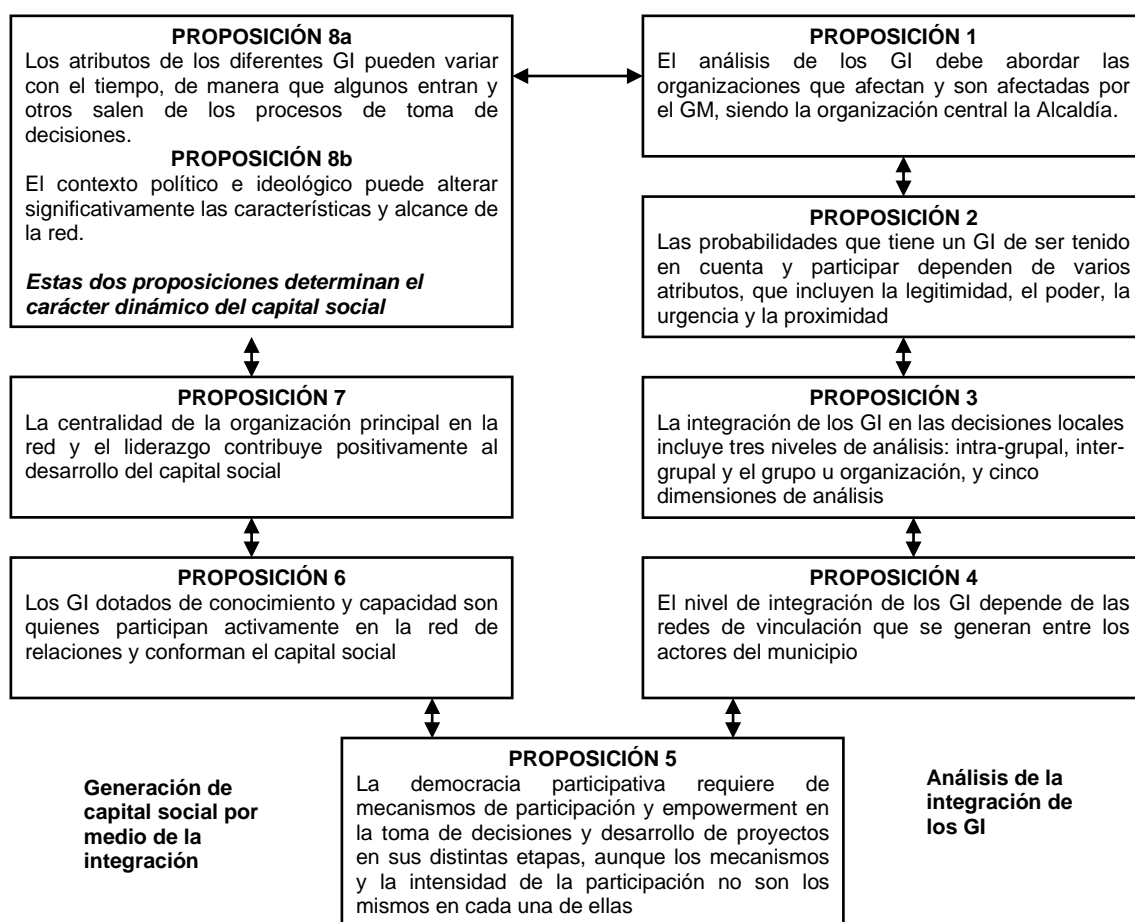 PROPOSICIÓN 8a
Los atributos de los diferentes GI pueden variar
con el tiempo, de manera que algunos entran y
otros salen de los procesos de toma de
decisiones.
PROPOSICIÓN 8b
El contexto político e ideológico puede alterar
significativamente las características y alcance de
la red.
Estas dos proposiciones determinan el
carácter dinámico del capital social
PROPOSICIÓN 1
El análisis de los GI debe abordar las
organizaciones que afectan y son afectadas por
el GM, siendo la organización central la Alcaldía.
PROPOSICIÓN 2
Las probabilidades que tiene un GI de ser tenido
en cuenta y participar dependen de varios
atributos, que incluyen la legitimidad, el poder, la
urgencia y la proximidad
PROPOSICIÓN 7
La centralidad de la organización principal en la
red y el liderazgo contribuye positivamente al
desarrollo del capital social
PROPOSICIÓN 3
La integración de los GI en las decisiones locales
incluye tres niveles de análisis: intra-grupal, inter-
grupal y el grupo u organización, y cinco
dimensiones de análisis
PROPOSICIÓN 6
Los GI dotados de conocimiento y capacidad son
quienes participan activamente en la red de
relaciones y conforman el capital social
PROPOSICIÓN 4
El nivel de integración de los GI depende de las
redes de vinculación que se generan entre los
actores del municipio
Generación de
capital social por
medio de la
integración
PROPOSICIÓN 5
La democracia participativa requiere de
mecanismos de participación y empowerment en
la toma de decisiones y desarrollo de proyectos
en sus distintas etapas, aunque los mecanismos
y la intensidad de la participación no son los
mismos en cada una de ellas
Análisis de la
integración de
los GI